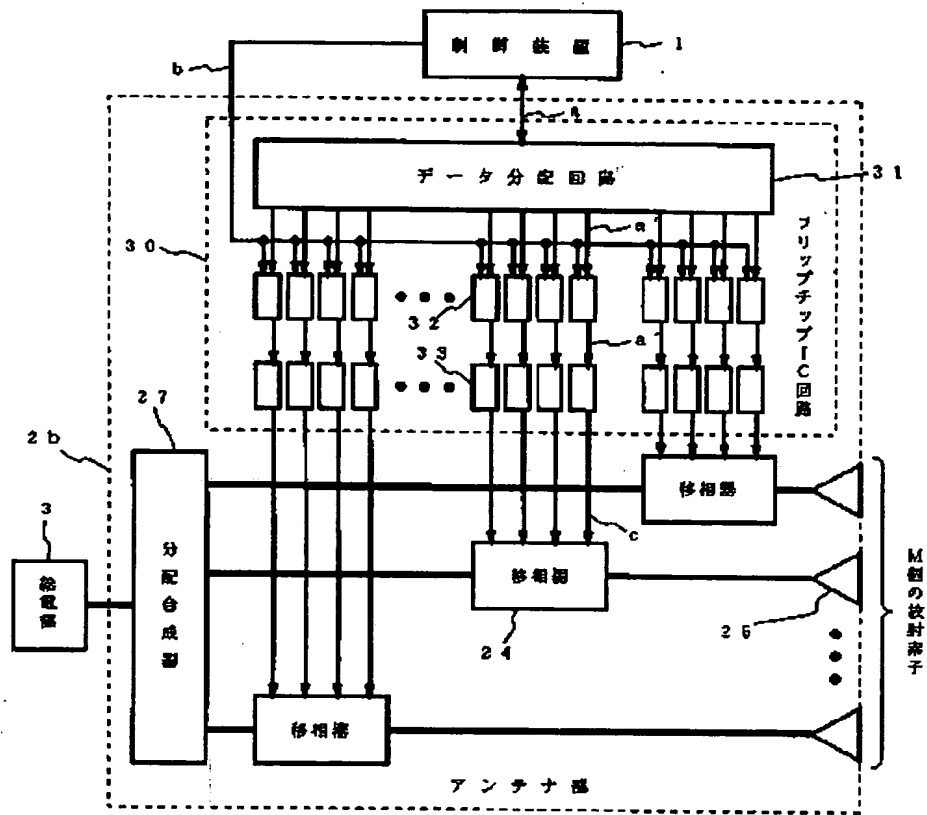 制御装置
1
b
a
データ分配回路
31
30
a
フリップチップIC回路
32
a
33
27
2b
移相器
3
c
分配合成器
移相器
給電部
24
26
M個の放射素子
移相器
アンテナ部